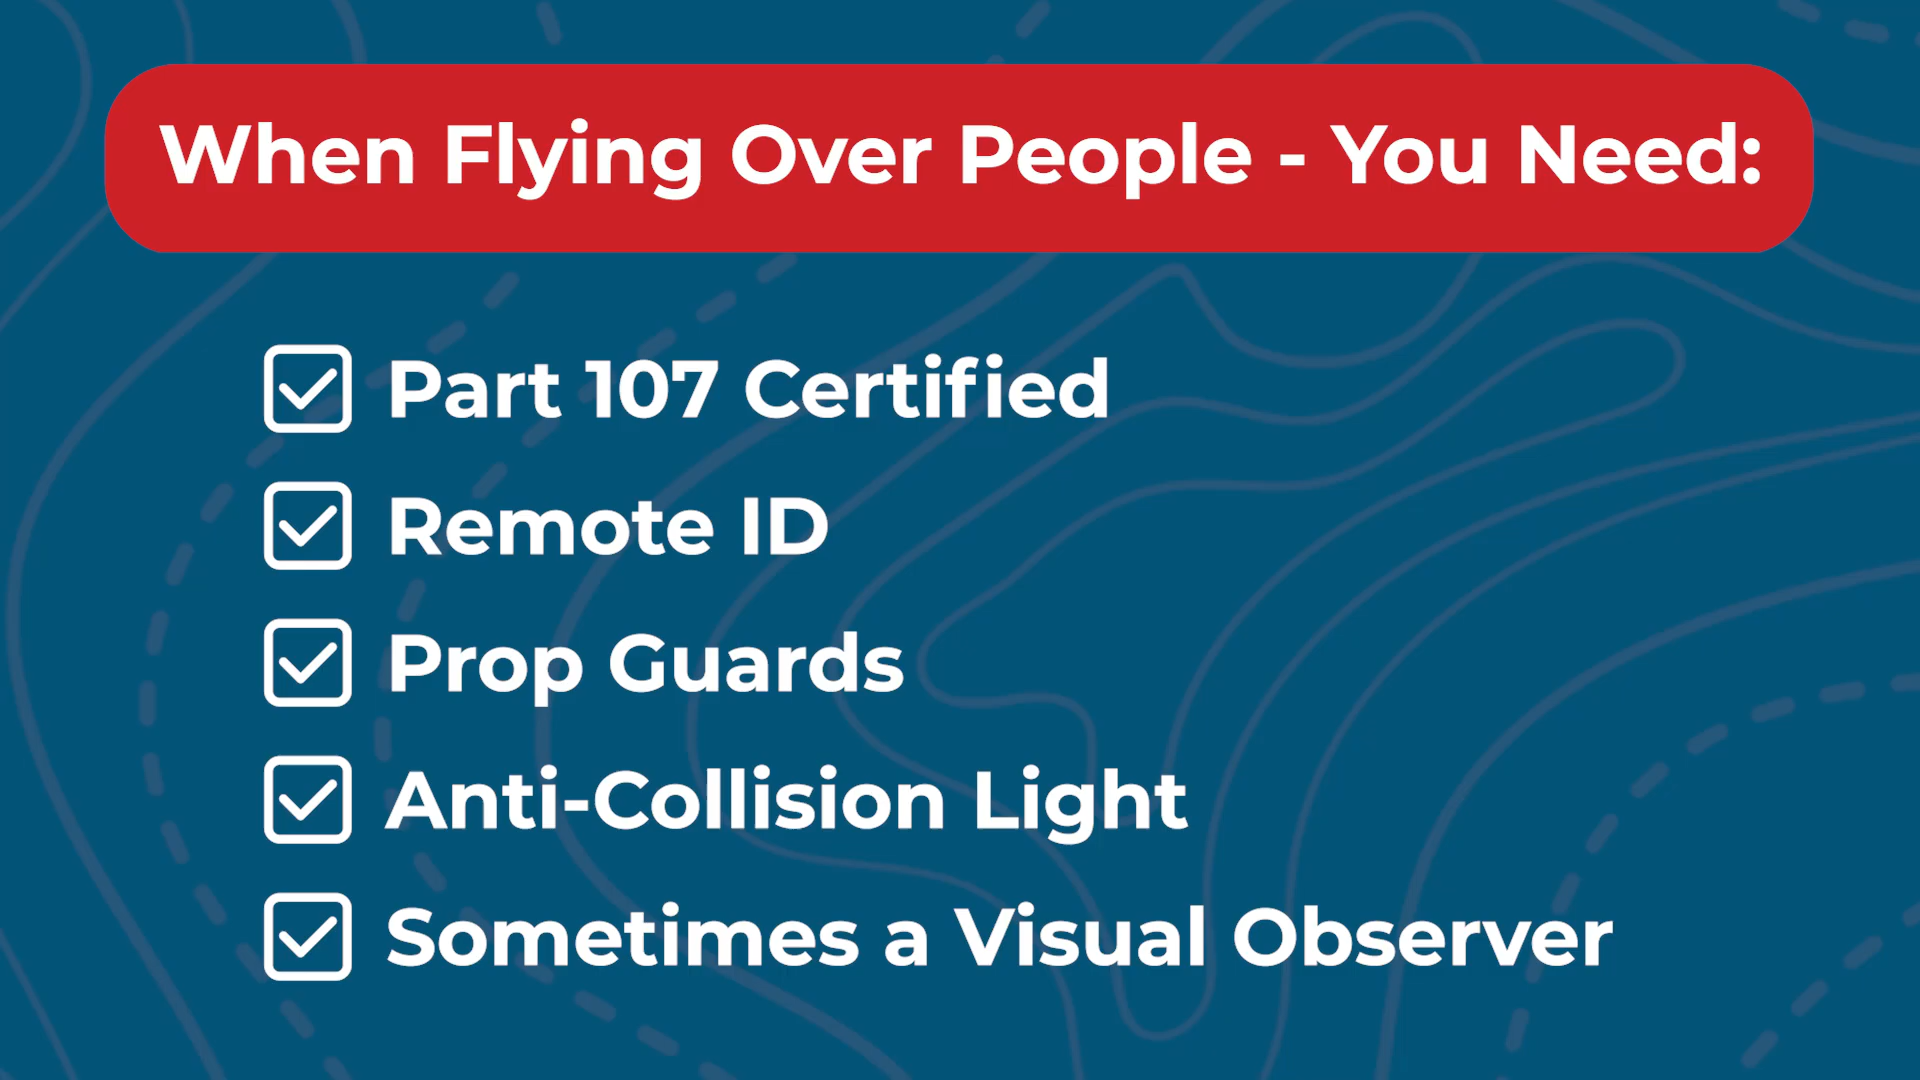 When Flying Over People - You Need:
Part 107 Certified
Remote ID
Prop Guards
Anti-Collision Light
Sometimes a Visual Observer